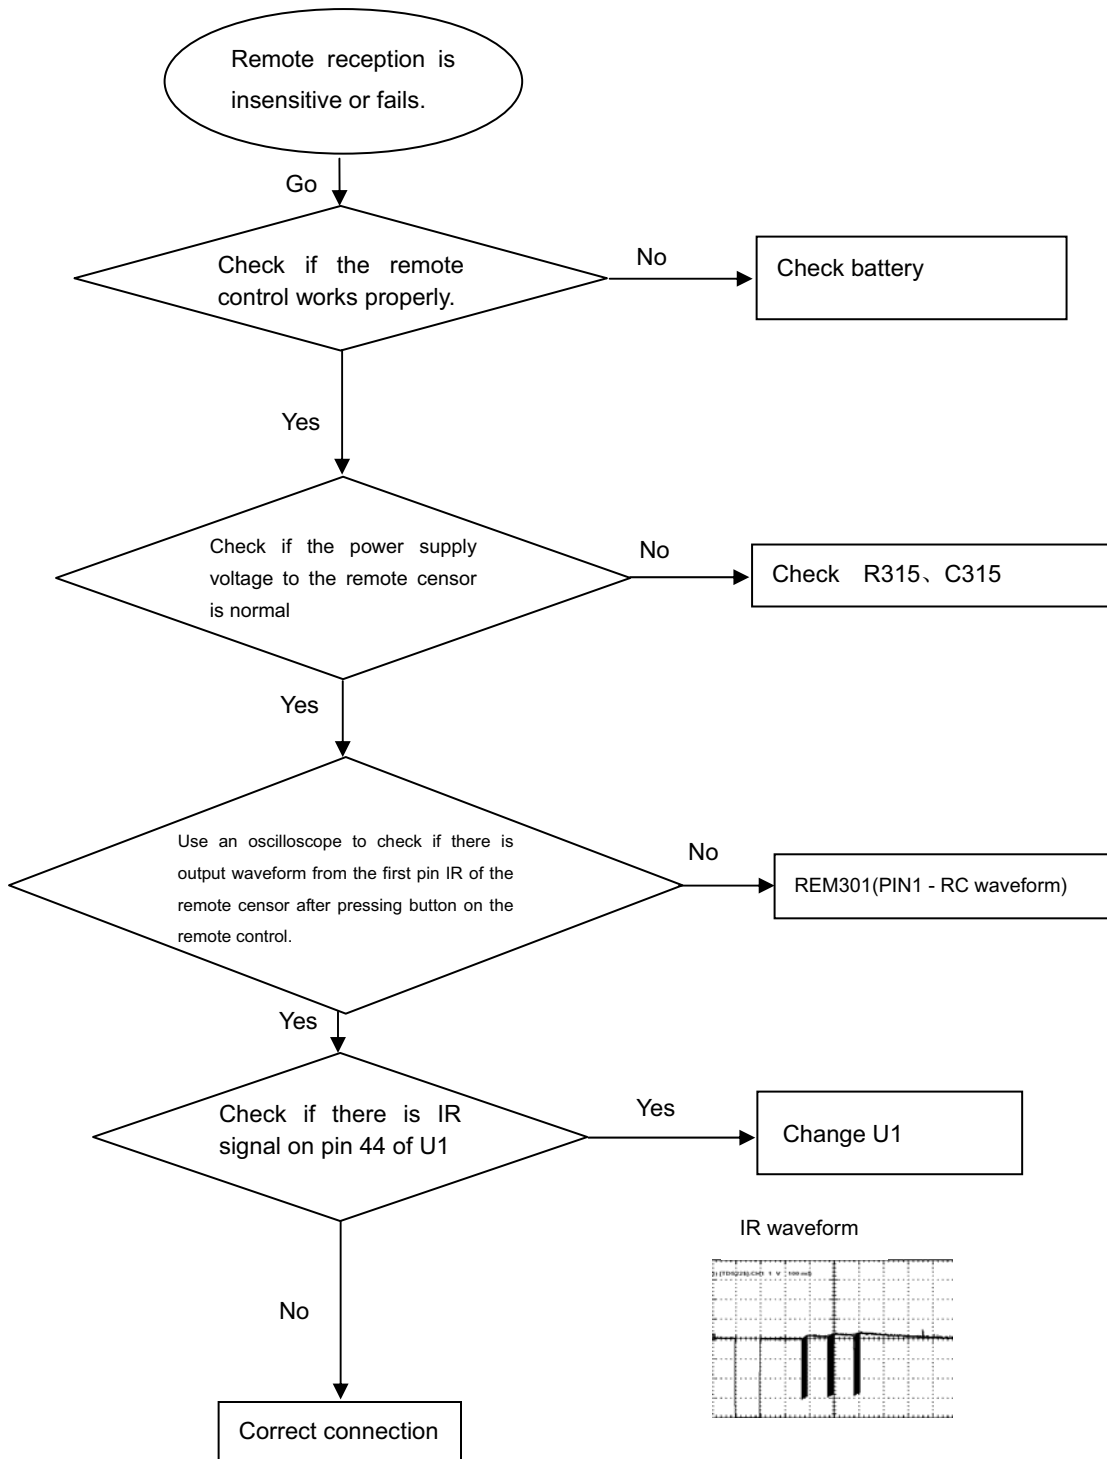 Remote reception is
insensitive or fails.
Go
Check if the remote
control works properly.
No
Check battery
Yes
Check if the power supply
voltage to the remote censor
is normal
No
Check R315、C315
Yes
Use an oscilloscope to check if there is
output waveform from the first pin IR of the
remote censor after pressing button on the
remote control.
No
REM301(PIN1 - RC waveform)
Yes
Check if there is IR
signal on pin 44 of U1
Yes
Change U1
IR waveform
No
Correct connection